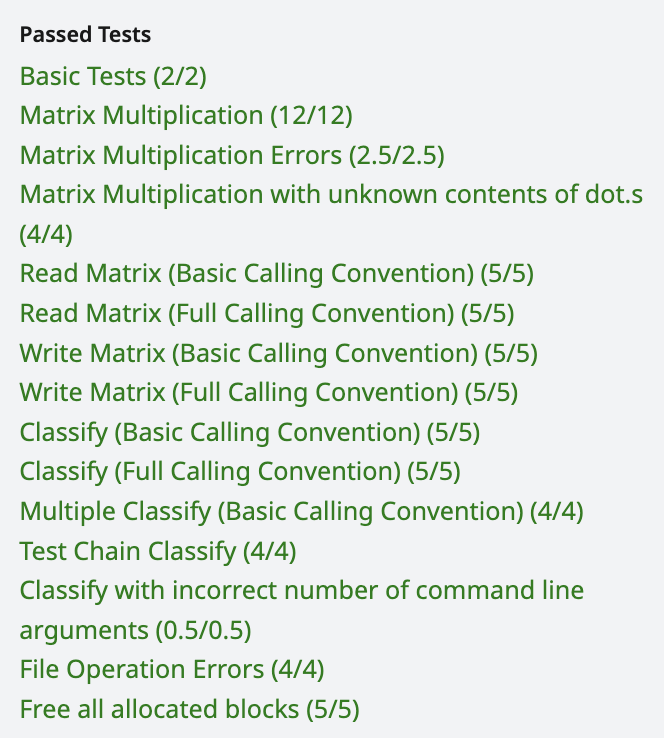 Passed Tests
Basic Tests (2/2)
Matrix Multiplication (12/12)
Matrix Multiplication Errors (2.5/2.5)
Matrix Multiplication with unknown contents of dot.s
(4/4)
Read Matrix (Basic Calling Convention) (5/5)
Read Matrix (Full Calling Convention) (5/5)
Write Matrix (Basic Calling Convention) (5/5)
Write Matrix (Full Calling Convention) (5/5)
Classify (Basic Calling Convention) (5/5)
Classify (Full Calling Convention) (5/5)
Multiple Classify (Basic Calling Convention) (4/4)
Test Chain Classify (4/4)
Classify with incorrect number of command line
arguments (0.5/0.5)
File Operation Errors (4/4)
Free all allocated blocks (5/5)